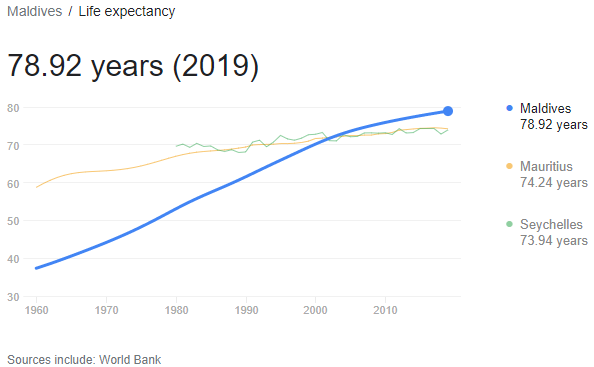 Maldives / Life expectancy
78.92 years (2019)
80
70
60
50
40
30
1960
1970
1980
1990
2000
2010
Maldives
78.92 years
Mauritius
74.24 years
Seychelles
73.94 years
Sources include: World Bank